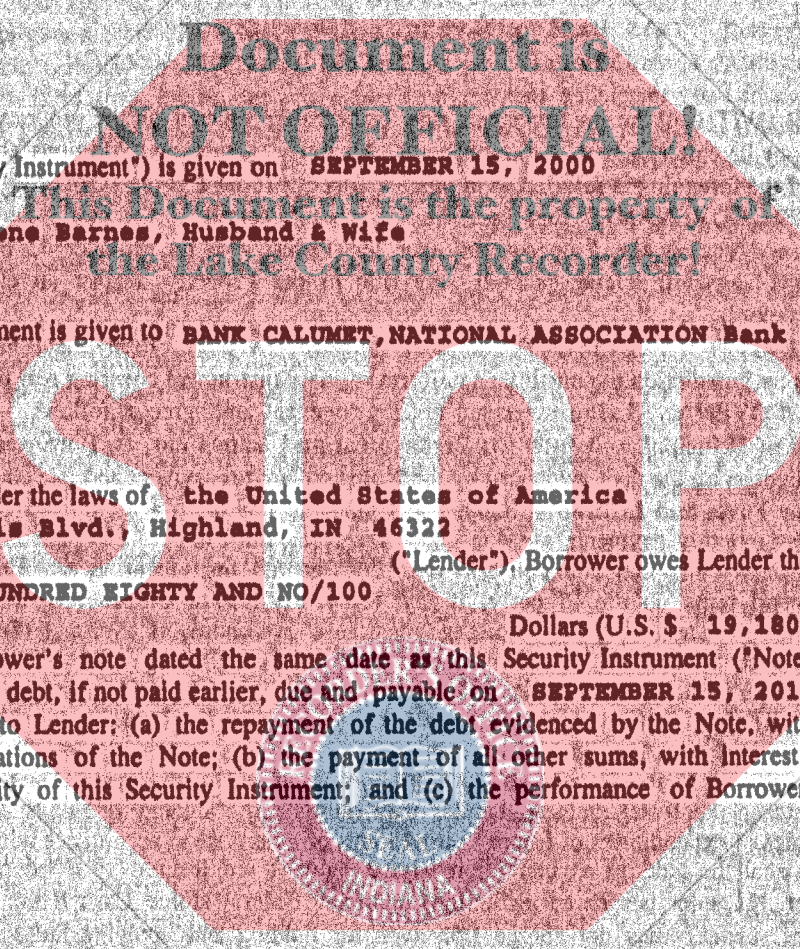 Document is
NOT OFFICIAL!
y Instrument") is given on SEPTEMBER 15, 2000
This Document is the property of
ene Barnes, Husband & Wife
the Lake County Recorder!
ment is given to BANK CALUMET, NATIONAL ASSOCIATION Bank
STOP
er the laws of the United States of America
is Blvd., Highland, IN 46322
("Lender"). Borrower owes Lender th
UNDRED EIGHTY AND NO/100
Dollars (U.S. $ 19,180
ower's note dated the same date as this Security Instrument ("Note
debt, if not paid earlier, due and payable on SEPTEMBER 15, 201
to Lender: (a) the repayment of the debt evidenced by the Note, wit
ations of the Note; (b) the payment of all other sums, with interest
ity of this Security Instrument; and (c) the performance of Borrower
RECORDER'S OFFICE
SEAL
INDIANA